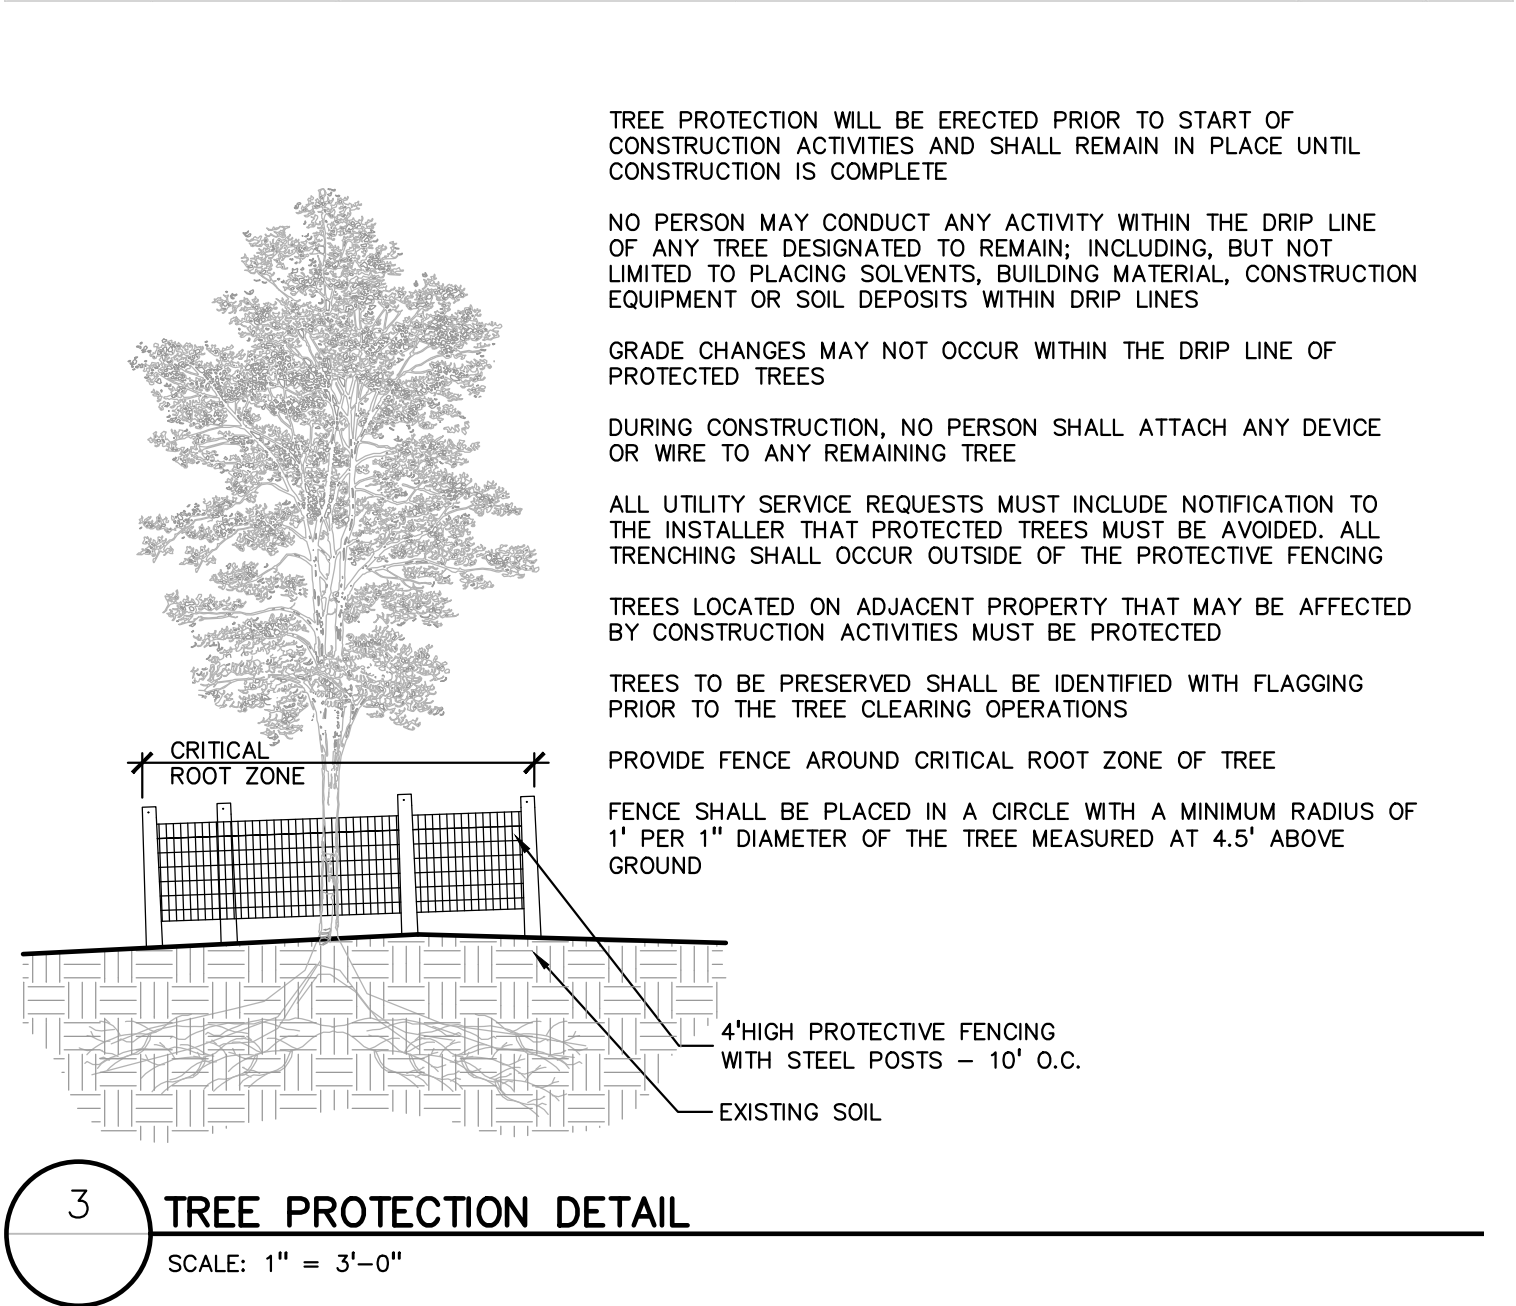 TREE PROTECTION WILL BE ERECTED PRIOR TO START OF
CONSTRUCTION ACTIVITIES AND SHALL REMAIN IN PLACE UNTIL
CONSTRUCTION IS COMPLETE
NO PERSON MAY CONDUCT ANY ACTIVITY WITHIN THE DRIP LINE
OF ANY TREE DESIGNATED TO REMAIN; INCLUDING, BUT NOT
LIMITED TO PLACING SOLVENTS, BUILDING MATERIAL, CONSTRUCTION
EQUIPMENT OR SOIL DEPOSITS WITHIN DRIP LINES
GRADE CHANGES MAY NOT OCCUR WITHIN THE DRIP LINE OF
PROTECTED TREES
DURING CONSTRUCTION, NO PERSON SHALL ATTACH ANY DEVICE
OR WIRE TO ANY REMAINING TREE
ALL UTILITY SERVICE REQUESTS MUST INCLUDE NOTIFICATION TO
THE INSTALLER THAT PROTECTED TREES MUST BE AVOIDED. ALL
TRENCHING SHALL OCCUR OUTSIDE OF THE PROTECTIVE FENCING
TREES LOCATED ON ADJACENT PROPERTY THAT MAY BE AFFECTED
BY CONSTRUCTION ACTIVITIES MUST BE PROTECTED
TREES TO BE PRESERVED SHALL BE IDENTIFIED WITH FLAGGING
PRIOR TO THE TREE CLEARING OPERATIONS
PROVIDE FENCE AROUND CRITICAL ROOT ZONE OF TREE
FENCE SHALL BE PLACED IN A CIRCLE WITH A MINIMUM RADIUS OF
1' PER 1" DIAMETER OF THE TREE MEASURED AT 4.5' ABOVE
GROUND
CRITICAL
ROOT ZONE
4'HIGH PROTECTIVE FENCING
WITH STEEL POSTS – 10' O.C.
EXISTING SOIL
3
TREE PROTECTION DETAIL
SCALE: 1" = 3'–0"